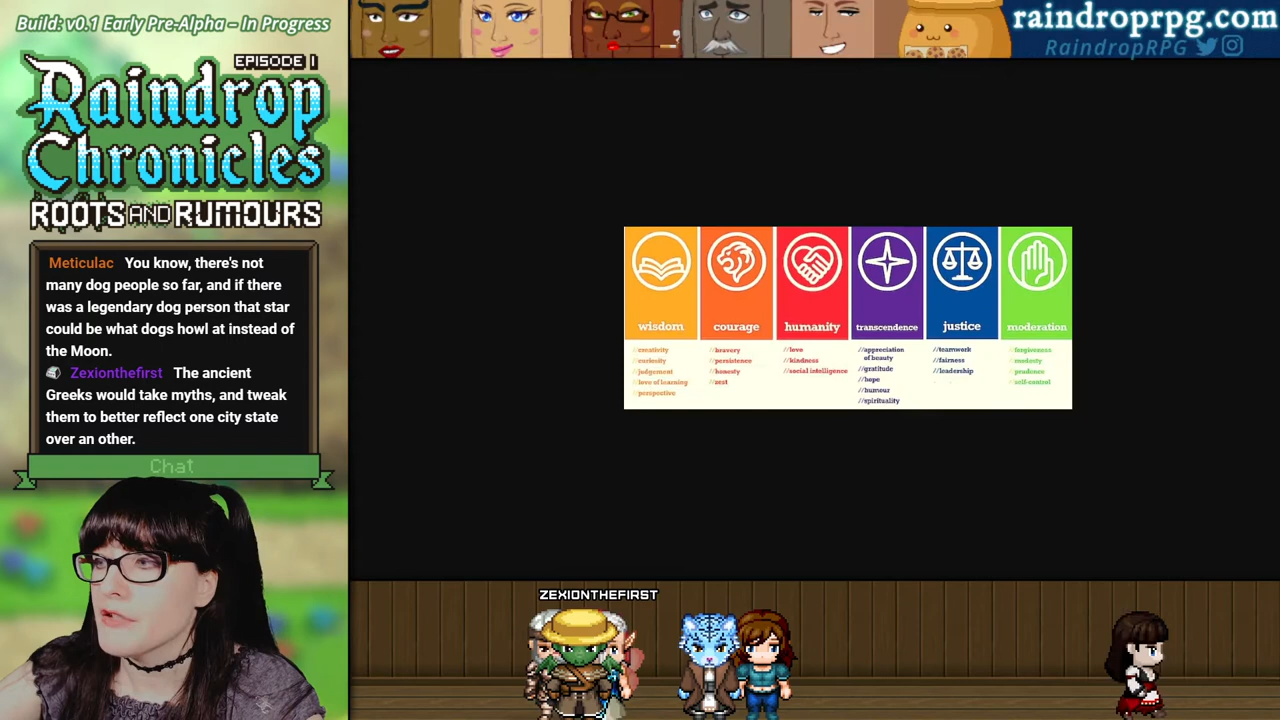 Build: v0.1 Early Pre-Alpha – In Progress
EPISODE I
Raindrop
Chronicles
ROOTS AND RUMOURS
Meticulac You know, there's not
many dog people so far, and if there
was a legendary dog person that star
could be what dogs howl at instead of
the Moon.
Zexionthefirst The ancient
Greeks would take myths, and tweak
them to better reflect one city state
over an other.
Chat
raindroprpg.com
RaindropRPG
wisdom
//creativity
//curiosity
//judgement
//love of learning
//perspective
courage
//bravery
//persistence
//honesty
//zest
humanity
//love
//kindness
//social intelligence
transcendence
//appreciation
of beauty
//gratitude
//hope
//humour
//spirituality
justice
//teamwork
//fairness
//leadership
moderation
//forgiveness
//modesty
//prudence
//self-control
ZEXIONTHEFIRST